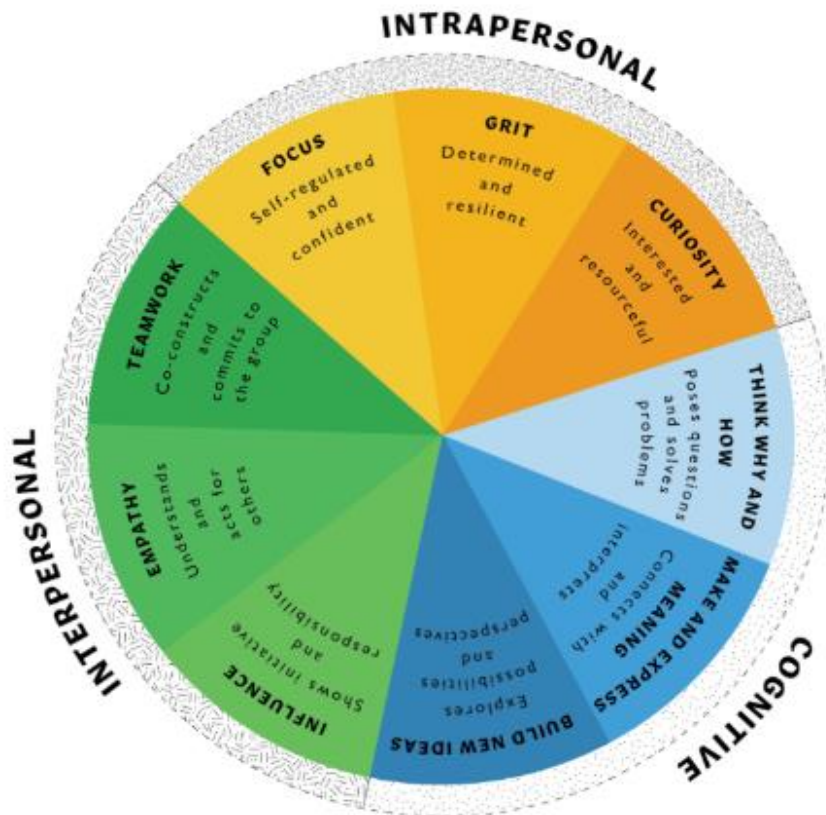 INTRAPERSONAL
FOCUS
Self-regulated
and
confident
GRIT
Determined
and
resilient
CURIOSITY
Interested
and
resourceful
COGNITIVE
THINK WHY AND
HOW
Poses questions
and solves
problems
MAKE AND EXPRESS
MEANING
Connects with
and
interprets
BUILD NEW IDEAS
Explores
possibilities
and
perspectives
INTERPERSONAL
INFLUENCE
Shows initiative
and
responsibility
EMPATHY
Understands
and
acts for
others
TEAMWORK
Co-constructs
and
commits to
the group